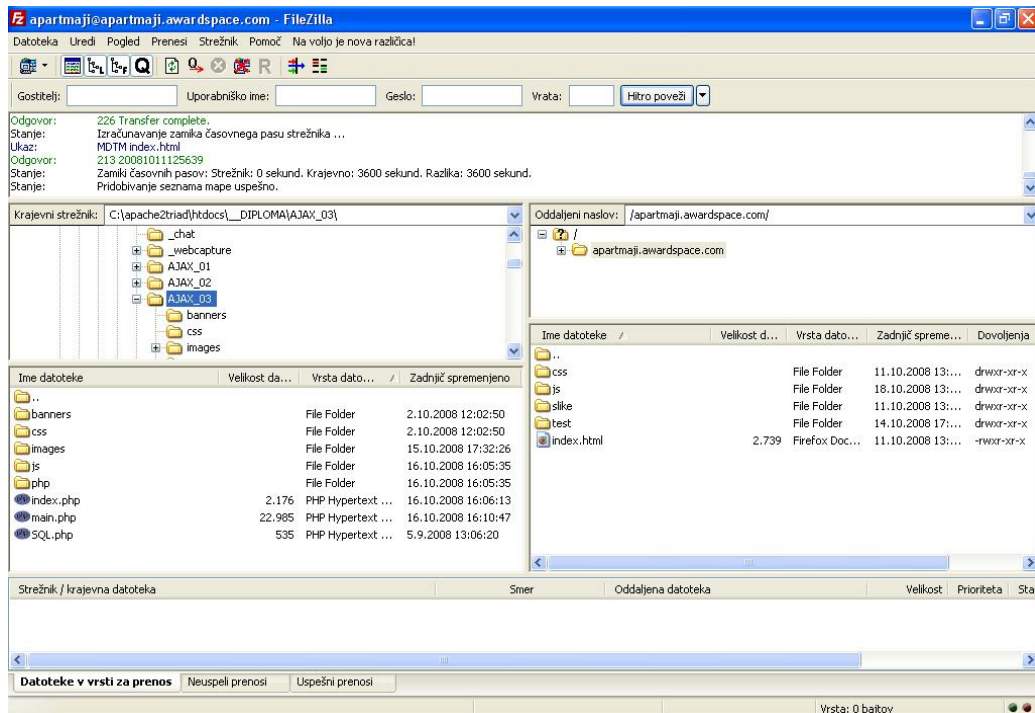 apartmaji@apartmaji.awardspace.com - FileZilla
Datoteka Uredi Pogled Prenesi Strežnik Pomoč Na voljo je nova različica!
Gostitelj: Uporabniško ime: Geslo: Vrata: Hitro poveži
Odgovor: 226 Transfer complete.
Stanje: Izračunavanje zamika časovnega pasu strežnika ...
Ukaz: MDTM index.html
Odgovor: 213 20081011125639
Stanje: Zamiki časovnih pasov: Strežnik: 0 sekund. Krajevno: 3600 sekund. Razlika: 3600 sekund.
Stanje: Pridobivanje seznama mape uspešno.
Krajevni strežnik: C:\apache2triad\htdocs\__DIPLOMA\AJAX_03\
_chat
_webcapture
AJAX_01
AJAX_02
AJAX_03
banners
css
images
Ime datoteke Velikost da... Vrsta dato... Zadnjič spremenjeno
..
banners File Folder 2.10.2008 12:02:50
css File Folder 2.10.2008 12:02:50
images File Folder 15.10.2008 17:32:26
js File Folder 16.10.2008 16:05:35
php File Folder 16.10.2008 16:05:35
index.php 2.176 PHP Hypertext ... 16.10.2008 16:06:13
main.php 22.985 PHP Hypertext ... 16.10.2008 16:10:47
SQL.php 535 PHP Hypertext ... 5.9.2008 13:06:20
Oddaljeni naslov: /apartmaji.awardspace.com/
/
apartmaji.awardspace.com
Ime datoteke Velikost d... Vrsta dato... Zadnjič spreme... Dovoljenja
..
css File Folder 11.10.2008 13:... drwxr-xr-x
js File Folder 18.10.2008 13:... drwxr-xr-x
slike File Folder 11.10.2008 13:... drwxr-xr-x
test File Folder 14.10.2008 17:... drwxr-xr-x
index.html 2.739 Firefox Doc... 11.10.2008 13:... -rwxr-xr-x
Strežnik / krajevna datoteka Smer Oddaljena datoteka Velikost Prioriteta Sta
Datoteke v vrsti za prenos Neuspeli prenosi Uspešni prenosi
Vrsta: 0 bajtov